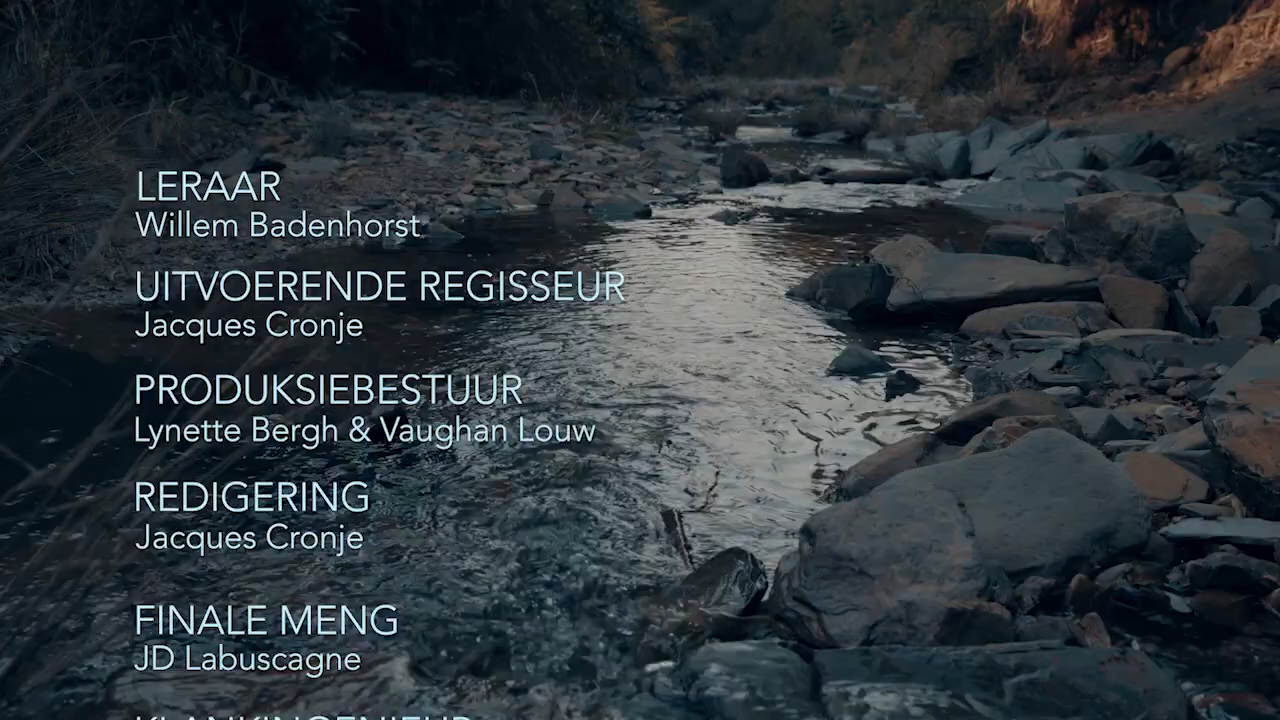 LERAAR
Willem Badenhorst
UITVOERENDE REGISSEUR
Jacques Cronje
PRODUKSIEBESTUUR
Lynette Bergh & Vaughan Louw
REDIGERING
Jacques Cronje
FINALE MENG
JD Labuscagne
KLANKINGENIEUR